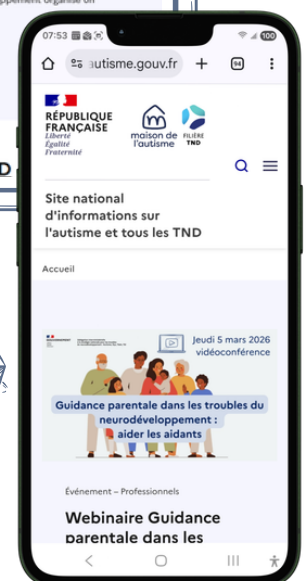 07:53
100
autisme.gouv.fr
94
RÉPUBLIQUE
FRANÇAISE
Liberté
Égalité
Fraternité
maison de
l'autisme
FILIÈRE
TND
Site national
d'informations sur
l'autisme et tous les TND
Accueil
Jeudi 5 mars 2026
vidéoconférence
Guidance parentale dans les troubles du
neurodéveloppement :
aider les aidants
Événement – Professionnels
Webinaire Guidance
parentale dans les